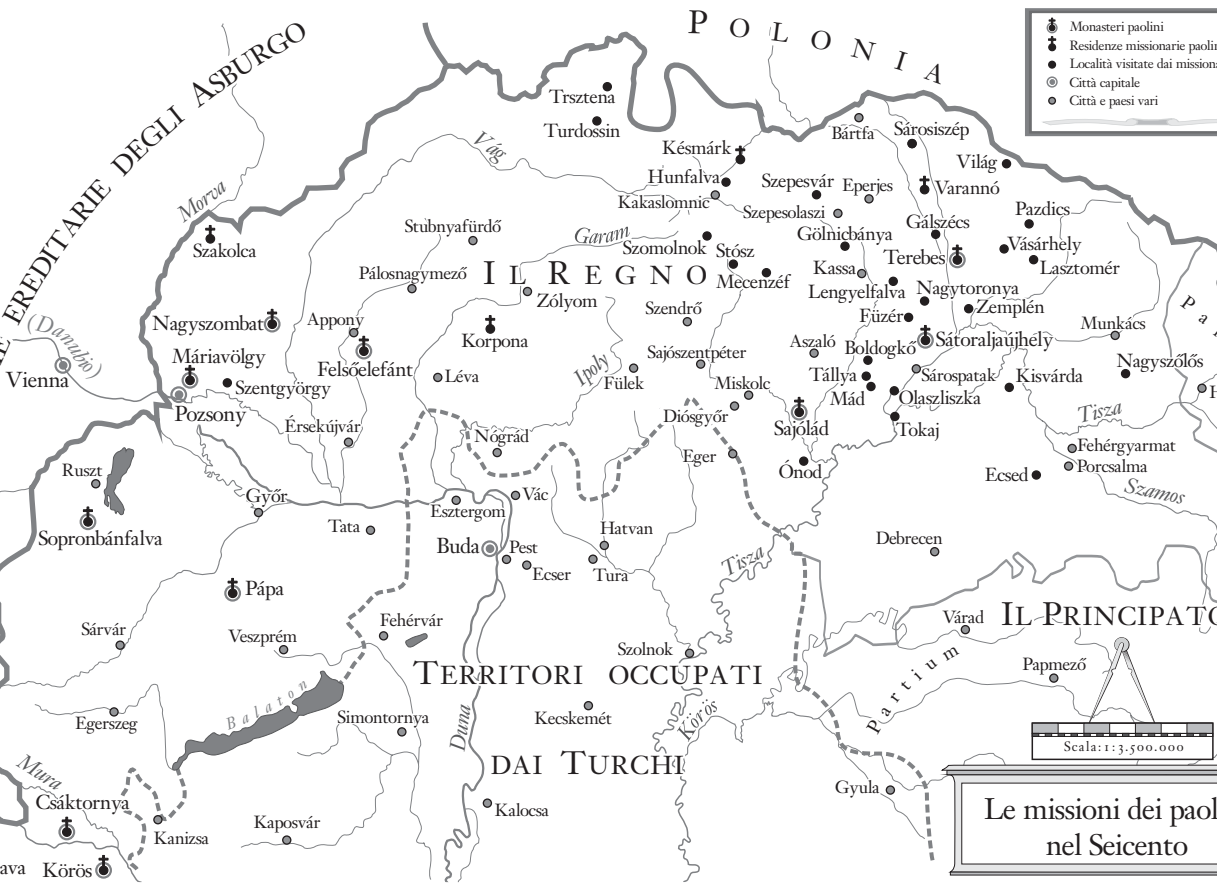 POLONIA
Monasteri paolini
Residenze missionarie paolin
Località visitate dai missiona
Città capitale
Città e paesi vari
E EREDITARIE DEGLI ASBURGO
Trsztena
Turdossin
Bártfa
Sárosiszép
Vág
Késmárk
Világ
Hunfalva
Szepesvár
Eperjes
Varannó
Morva
Kakaslomnic
Szepesolaszi
Pazdics
Stubnyafürdő
Garam
Gálszécs
Szakolca
Szomolnok
Gölnicbánya
Vásárhely
Stósz
Terebes
Pálosnagymező
IL REGNO
Kassa
Lasztomér
Mecenzéf
Lengyelfalva
Zólyom
Nagytoronya
Szendrő
Zemplén
Nagyszombat
Appony
Füzér
Munkács
(Danubio)
Korpona
Aszaló
Boldogkő
Sátoraljaújhely
Máriavölgy
Sajószentpéter
Felsőelefánt
Ipoly
Nagyszőlős
Vienna
Léva
Fülek
Tállya
Sárospatak
Kisvárda
Szentgyörgy
Miskolc
Mád
Olaszliszka
H
Pozsony
Diósgyőr
Tisza
Érsekújvár
Sajólád
Tokaj
Nógrád
Fehérgyarmat
Eger
Ruszt
Ónod
Ecsed
Porcsalma
Szamos
Győr
Vác
Esztergom
Tata
Hatvan
Sopronbánfalva
Debrecen
Buda
Pest
Tisza
Ecser
Tura
Pápa
IL PRINCIPATO
Fehérvár
Várad
Sárvár
Veszprém
Szolnok
Partium
Papmező
TERRITORI OCCUPATI
Balaton
Egerszeg
Simontornya
Duna
Kecskemét
Körös
Scala: 1:3.500.000
DAI TURCHI
Mura
Gyula
Csáktornya
Kalocsa
Le missioni dei paol
Kanizsa
Kaposvár
nel Seicento
ava
Körös